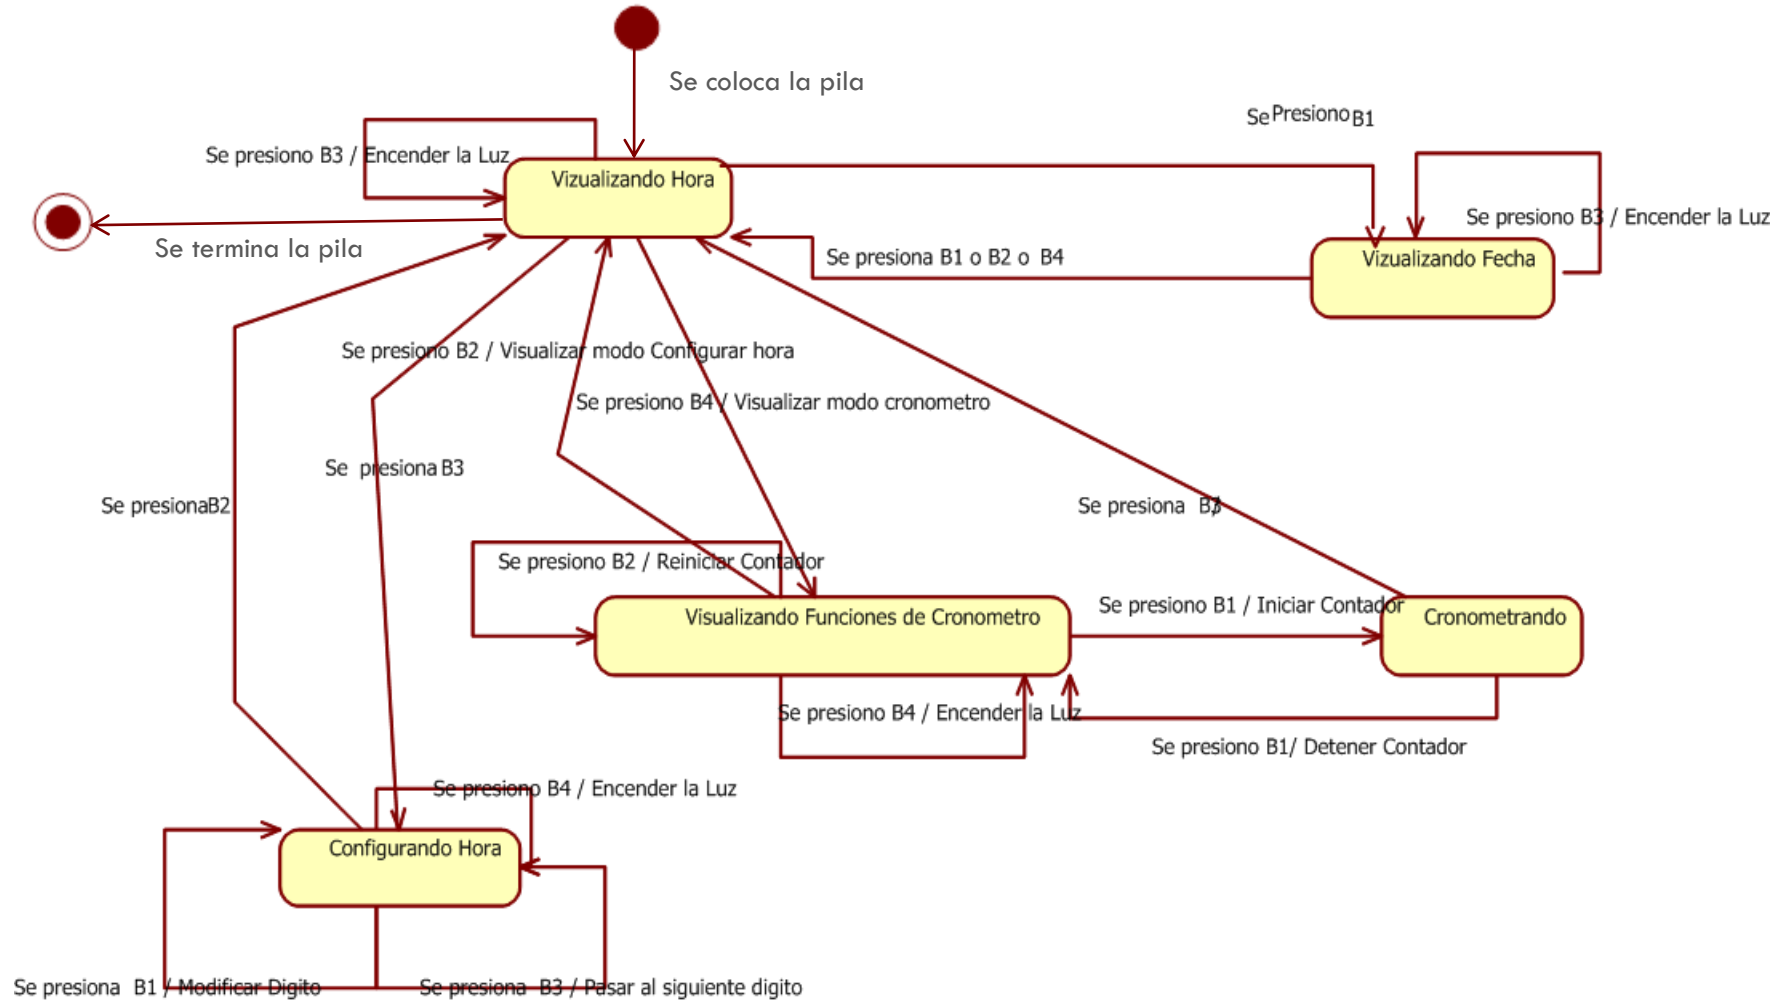 Se coloca la pila
Se Presiono B1
Se presiono B3 / Encender la Luz
Vizualizando Hora
Se presiono B3 / Encender la Luz
Se termina la pila
Se presiona B1 o B2 o B4
Vizualizando Fecha
Se presiono B2 / Visualizar modo Configurar hora
Se presiono B4 / Visualizar modo cronometro
Se presiona B3
Se presionaB2
Se presiona
Se presiono B2 / Reiniciar Contador
Se presiono B1 / Iniciar Contador
Visualizando Funciones de Cronometro
Cronometrando
Se presiono B4 / Encender la Luz
Se presiono B1/ Detener Contador
Se presiono B4 / Encender la Luz
Configurando Hora
Se presiona B1 / Modificar Digito
Se presiona B3 / Pasar al siguiente digito